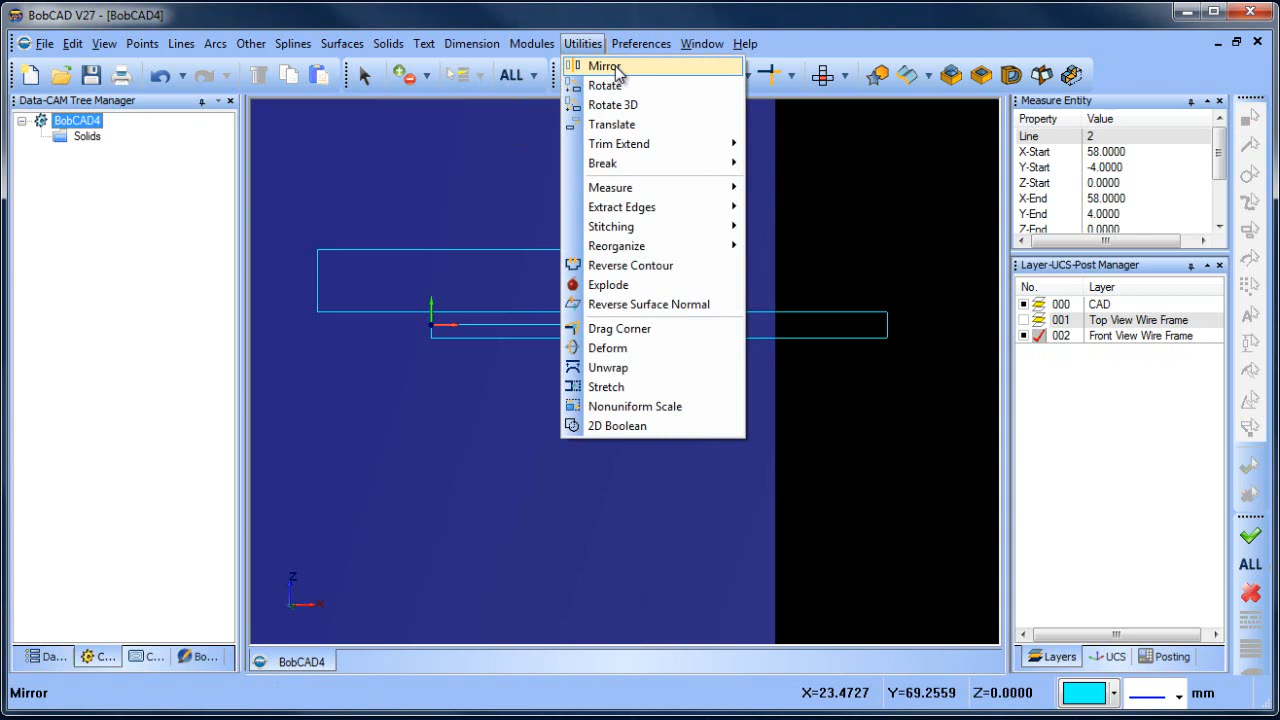 BobCAD V27 - [BobCAD4]
File Edit View Points Lines Arcs Other Splines Surfaces Solids Text Dimension Modules Utilities Preferences Window Help
ALL
Data-CAM Tree Manager
BobCAD4
Solids
Mirror
Rotate
Rotate 3D
Translate
Trim Extend
Break
Measure
Extract Edges
Stitching
Reorganize
Reverse Contour
Explode
Reverse Surface Normal
Drag Corner
Deform
Unwrap
Stretch
Nonuniform Scale
2D Boolean
Z
X
Measure Entity
Property Value
Line 2
X-Start 58.0000
Y-Start -4.0000
Z-Start 0.0000
X-End 58.0000
Y-End 4.0000
Z-End 0.0000
Layer-UCS-Post Manager
No. Layer
000 CAD
001 Top View Wire Frame
002 Front View Wire Frame
ALL
Da... C... C... Bo...
BobCAD4
Layers UCS Posting
Mirror
X=23.4727 Y=69.2559 Z=0.0000 mm